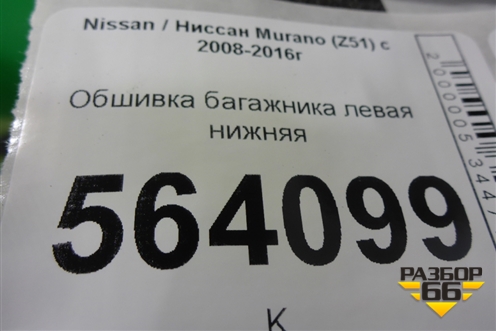 Nissan / Ниссан Murano (Z51) с
2008-2016г
Обшивка багажника левая
нижняя
564099
К
РАЗБОР
66